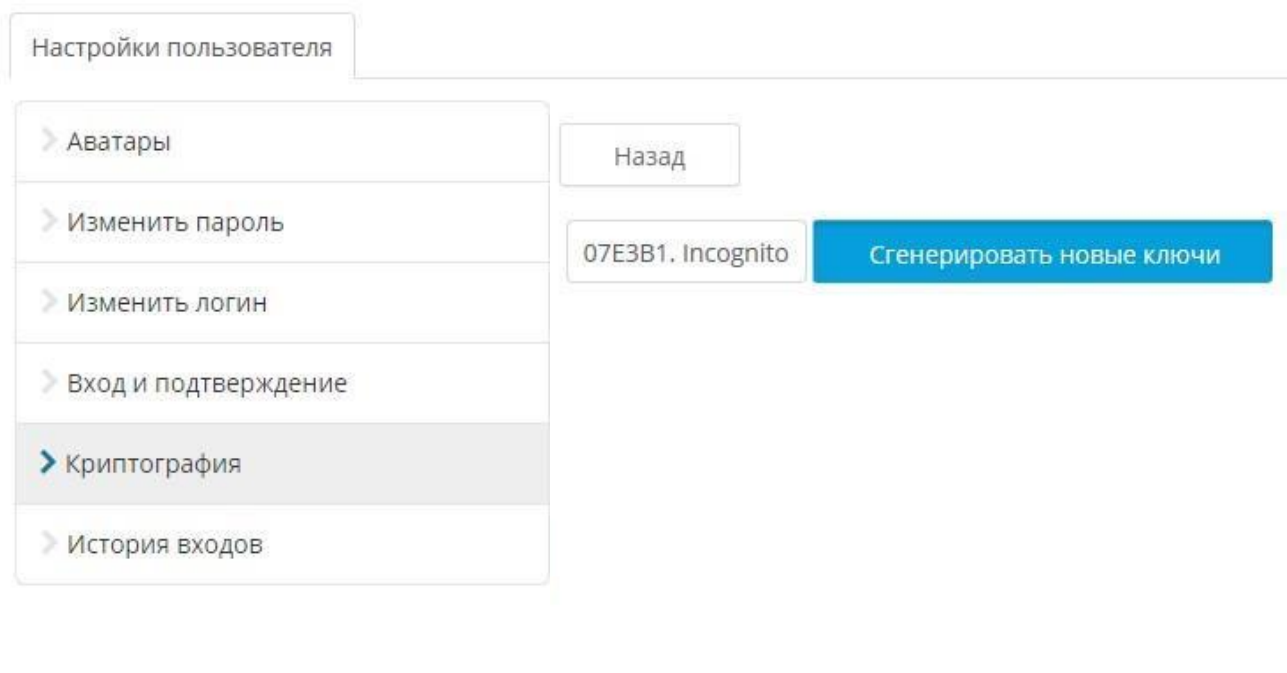 Настройки пользователя
Аватары
Изменить пароль
Изменить логин
Вход и подтверждение
Криптография
История входов
Назад
07E3B1. Incognito
Сгенерировать новые ключи